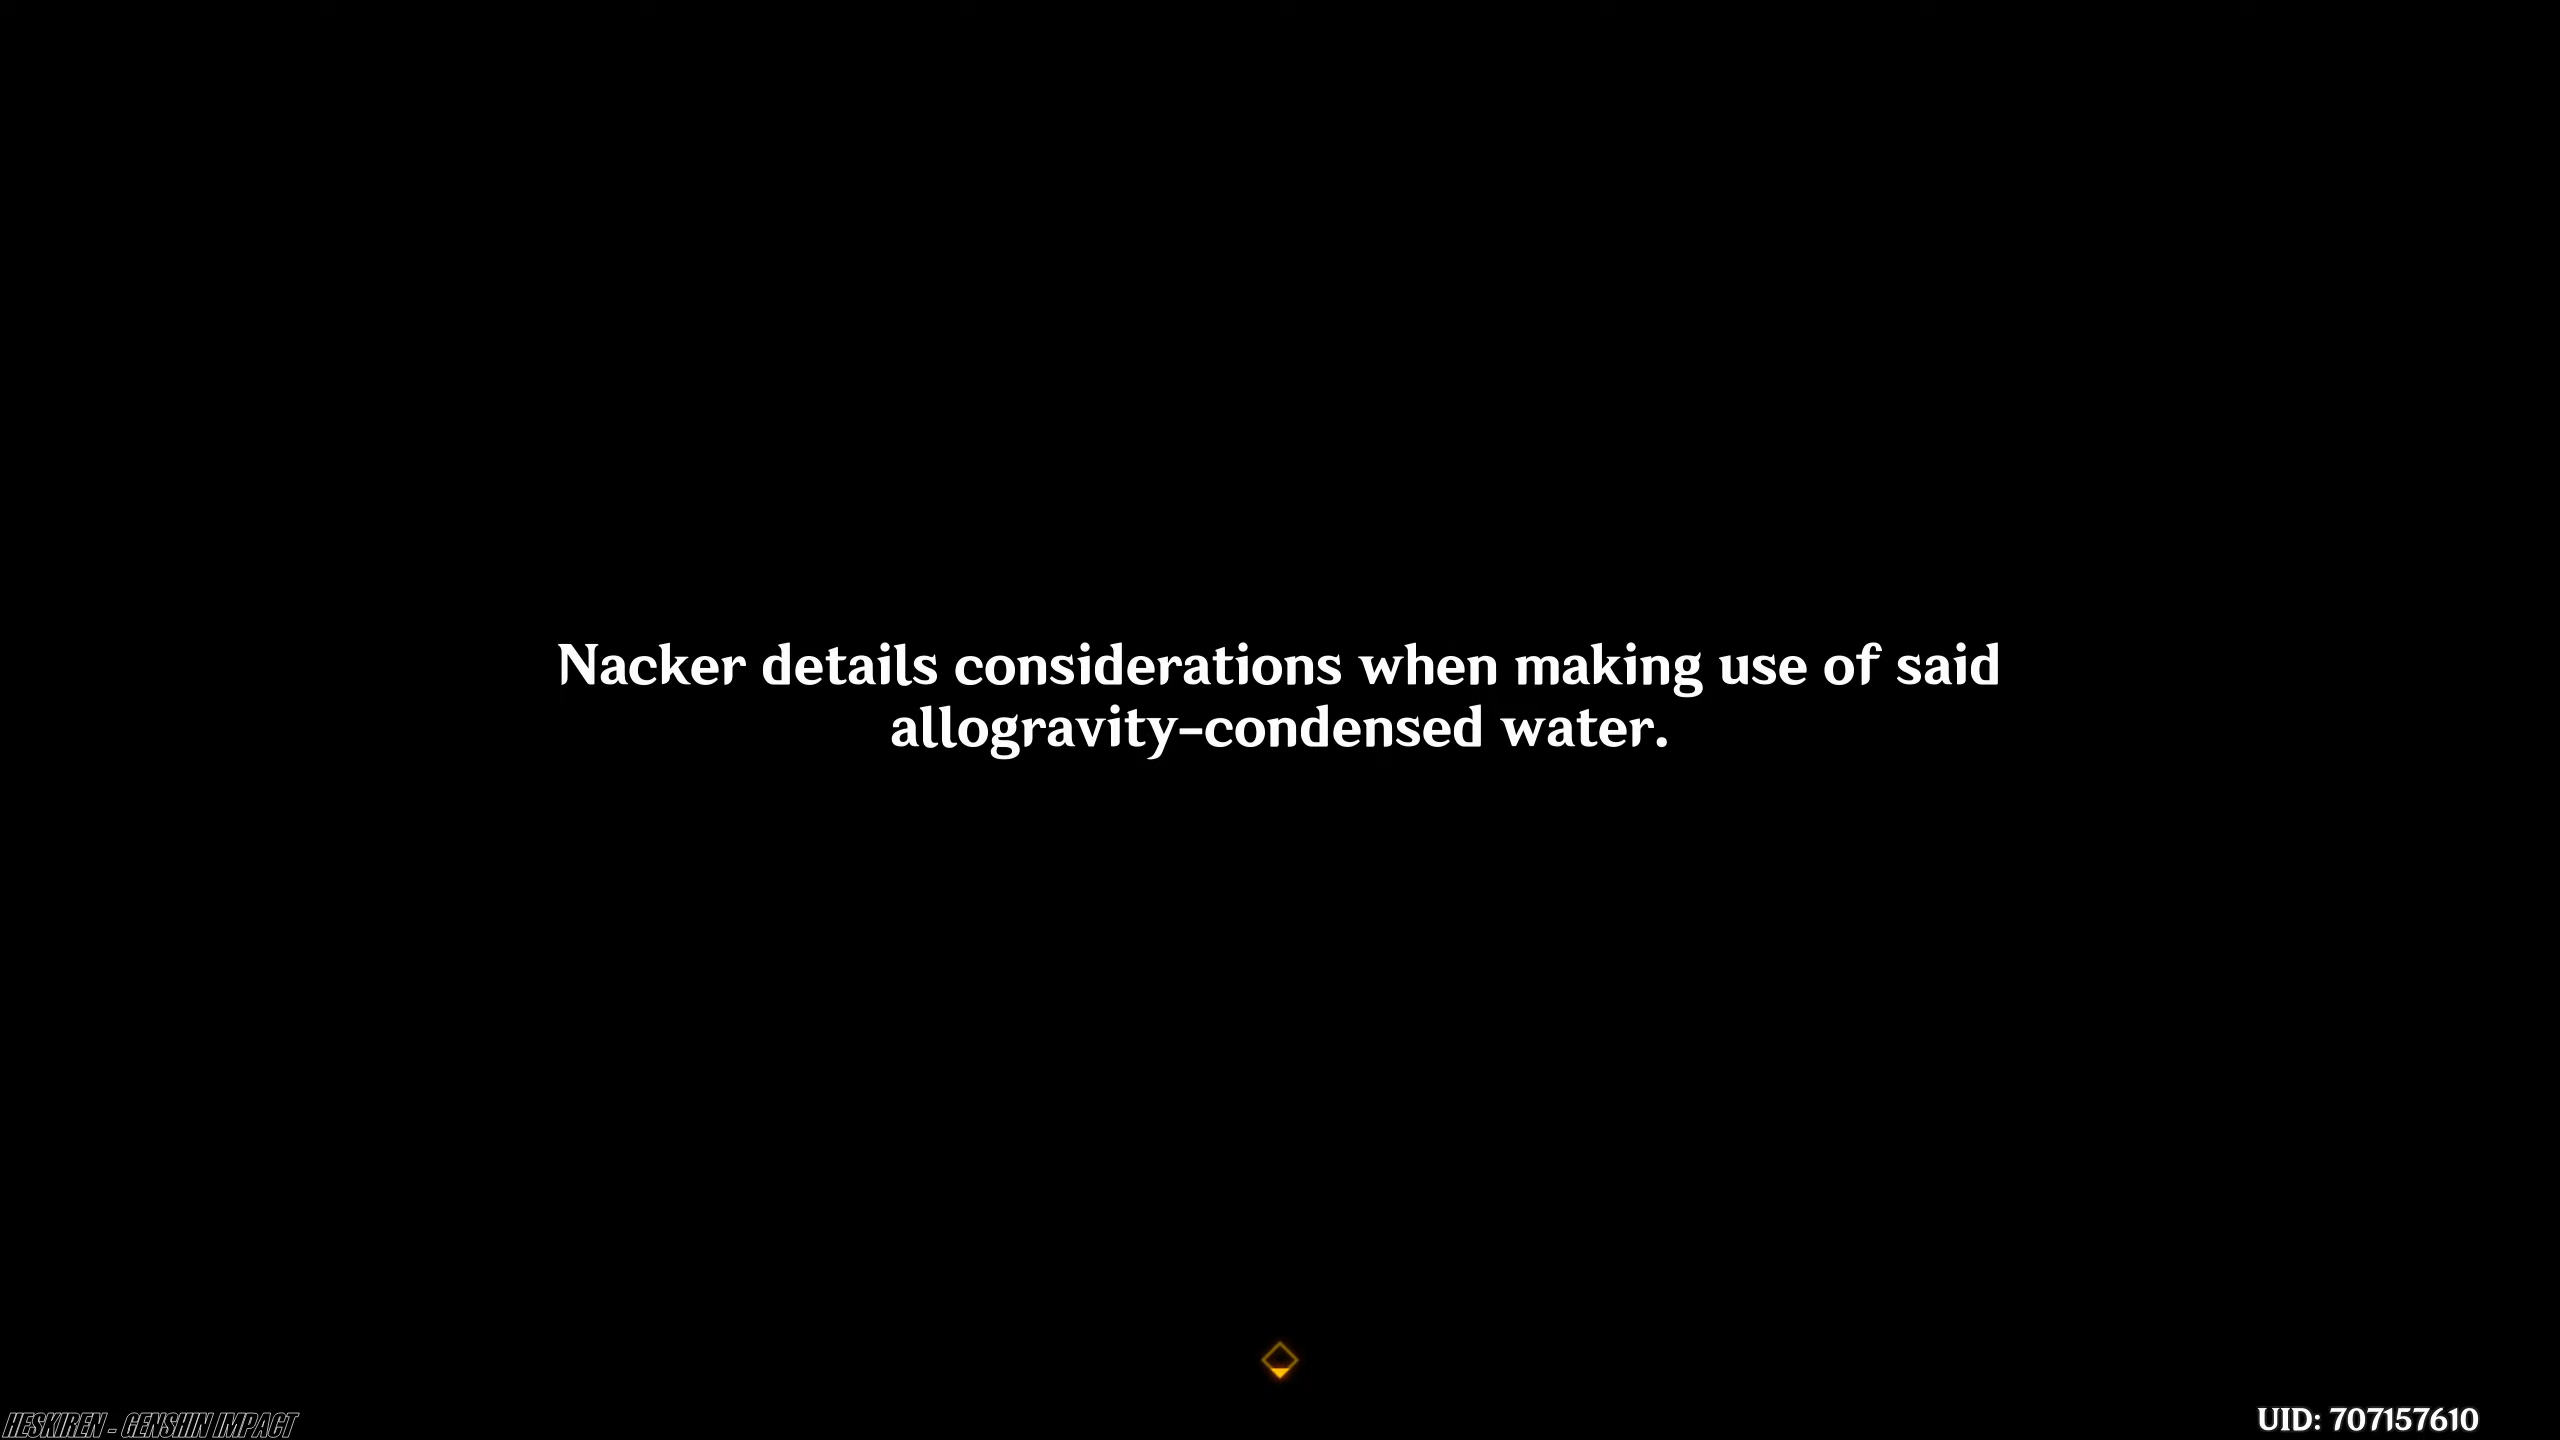 Nacker details considerations when making use of said
allogravity-condensed water.
HESKIREN - GENSHIN IMPACT
UID: 707157610